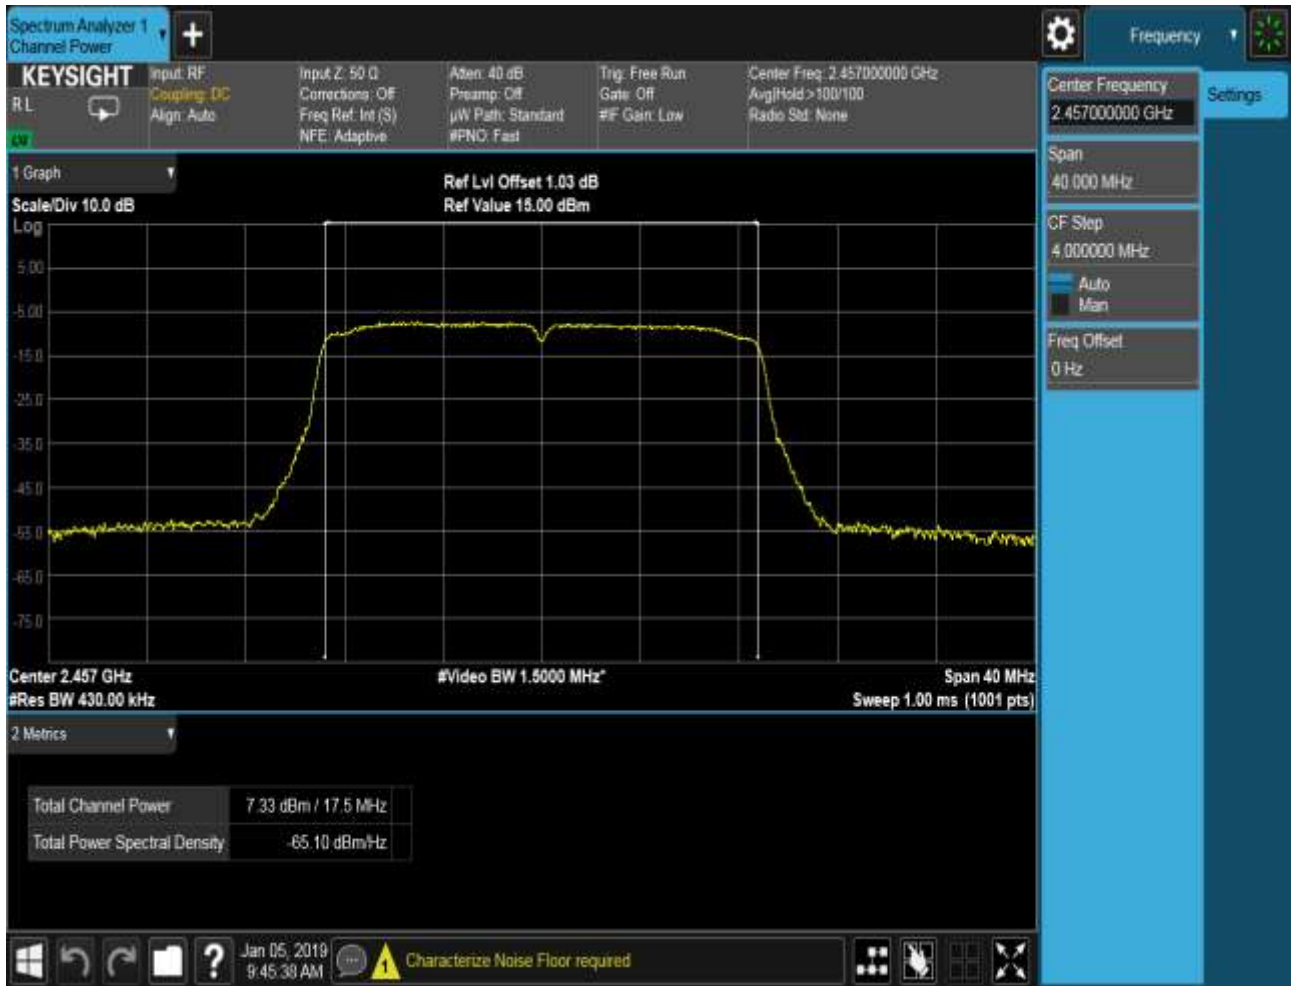 Spectrum Analyzer 1
Channel Power
+
Frequency
KEYSIGHT
R L
Input: RF
Coupling: DC
Align: Auto
Input Z: 50 Ω
Corrections: Off
Freq Ref: Int (S)
NFE: Adaptive
Atten: 40 dB
Preamp: Off
µW Path: Standard
#PNO: Fast
Trig: Free Run
Gate: Off
#IF Gain: Low
Center Freq: 2.457000000 GHz
Avg|Hold:>100/100
Radio Std: None
Center Frequency
2.457000000 GHz
Settings
Span
40.000 MHz
CF Step
4.000000 MHz
Auto
Man
Freq Offset
0 Hz
1 Graph
Scale/Div 10.0 dB
Ref Lvl Offset 1.03 dB
Ref Value 15.00 dBm
Log
5.00
-5.00
-15.0
-25.0
-35.0
-45.0
-55.0
-65.0
-75.0
Center 2.457 GHz
#Res BW 430.00 kHz
#Video BW 1.5000 MHz*
Span 40 MHz
Sweep 1.00 ms (1001 pts)
2 Metrics
Total Channel Power 7.33 dBm / 17.5 MHz
Total Power Spectral Density -65.10 dBm/Hz
?
Jan 05, 2019
9:45:38 AM
1
Characterize Noise Floor required